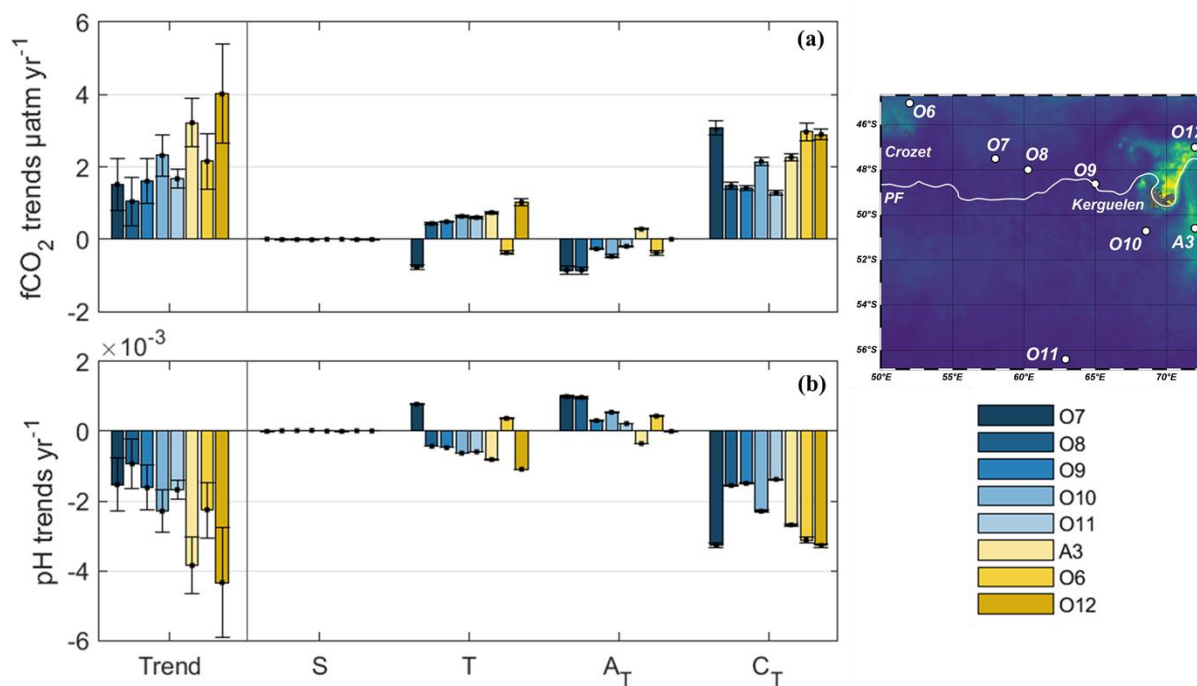 (a)
fCO2 trends µatm yr-1
6
4
2
0
-2
(b)
×10-3
pH trends yr-1
2
0
-2
-4
-6
Trend S T AT CT
O6
O7
O8
O9
O10
O11
O12
A3
Crozet
PF
Kerguelen
46°S
48°S
50°S
52°S
54°S
56°S
50°E 55°E 60°E 65°E 70°E
O7
O8
O9
O10
O11
A3
O6
O12